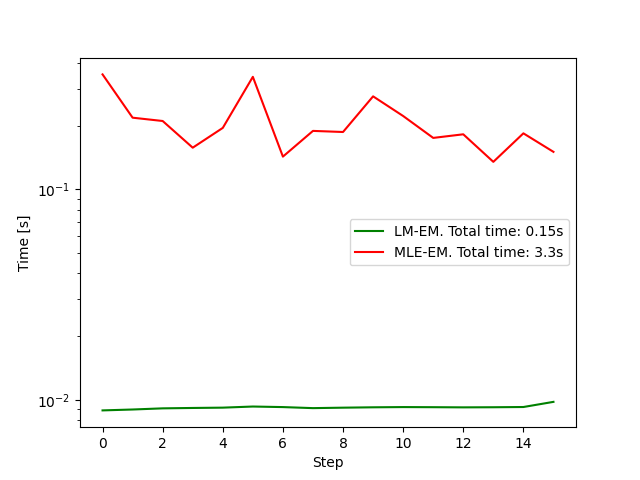 Time [s]
10⁻¹
10⁻²
LM-EM. Total time: 0.15s
MLE-EM. Total time: 3.3s
0 2 4 6 8 10 12 14
Step